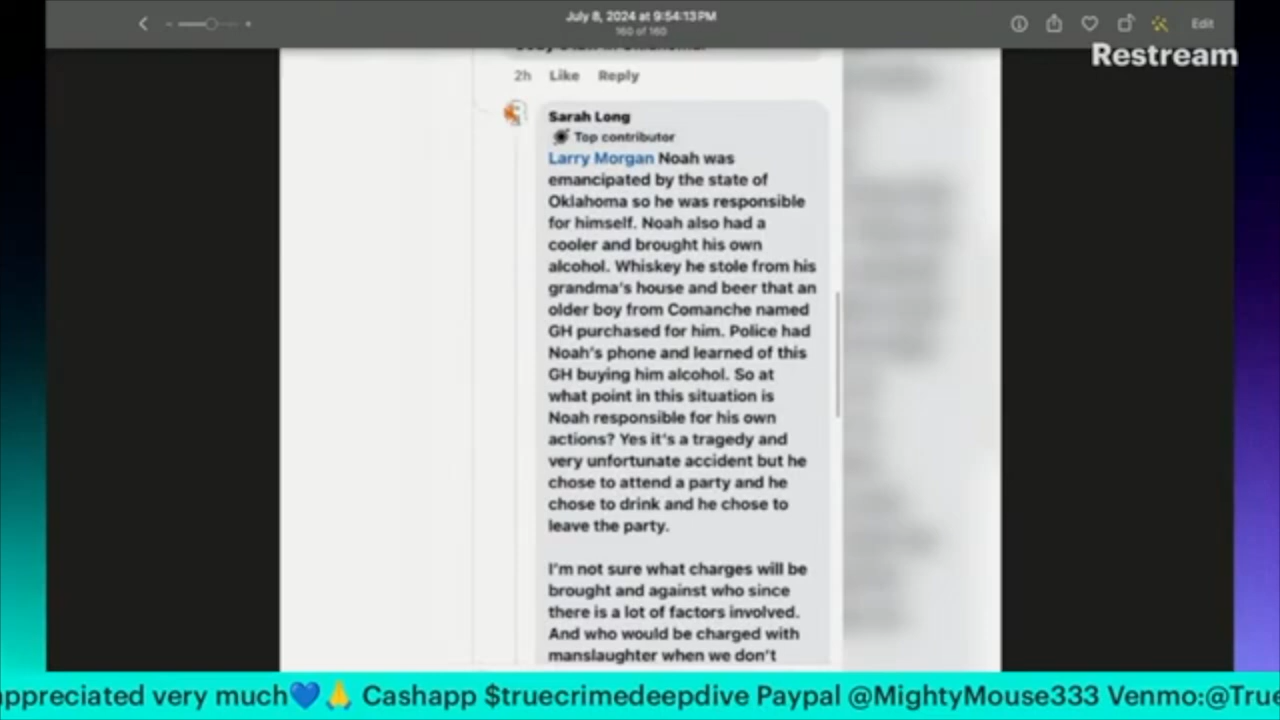 July 8, 2024 at 9:54:13 PM
160 of 160
Edit
Restream
2h Like Reply
Sarah Long
Top contributor
Larry Morgan Noah was
emancipated by the state of
Oklahoma so he was responsible
for himself. Noah also had a
cooler and brought his own
alcohol. Whiskey he stole from his
grandma's house and beer that an
older boy from Comanche named
GH purchased for him. Police had
Noah's phone and learned of this
GH buying him alcohol. So at
what point in this situation is
Noah responsible for his own
actions? Yes it's a tragedy and
very unfortunate accident but he
chose to attend a party and he
chose to drink and he chose to
leave the party.
I'm not sure what charges will be
brought and against who since
there is a lot of factors involved.
And who would be charged with
manslaughter when we don't
appreciated very much💙🙏 Cashapp $truecrimedeepdive Paypal @MightyMouse333 Venmo:@True